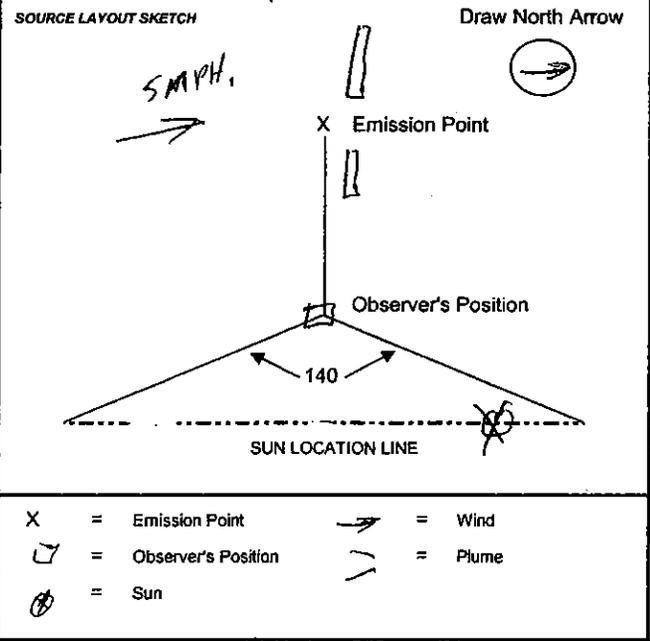 SOURCE LAYOUT SKETCH
Draw North Arrow
5 MPH.
X Emission Point
Observer's Position
140
SUN LOCATION LINE
X = Emission Point
= Wind
= Observer's Position
= Plume
= Sun